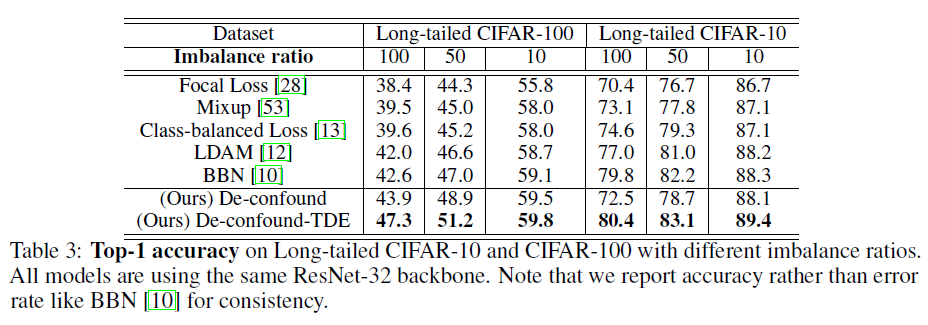 Dataset Long-tailed CIFAR-100 Long-tailed CIFAR-10
Imbalance ratio 100 50 10 100 50 10
Focal Loss [28] 38.4 44.3 55.8 70.4 76.7 86.7
Mixup [53] 39.5 45.0 58.0 73.1 77.8 87.1
Class-balanced Loss [13] 39.6 45.2 58.0 74.6 79.3 87.1
LDAM [12] 42.0 46.6 58.7 77.0 81.0 88.2
BBN [10] 42.6 47.0 59.1 79.8 82.2 88.3
(Ours) De-confound 43.9 48.9 59.5 72.5 78.7 88.1
(Ours) De-confound-TDE 47.3 51.2 59.8 80.4 83.1 89.4
Table 3: Top-1 accuracy on Long-tailed CIFAR-10 and CIFAR-100 with different imbalance ratios.
All models are using the same ResNet-32 backbone. Note that we report accuracy rather than error
rate like BBN [10] for consistency.